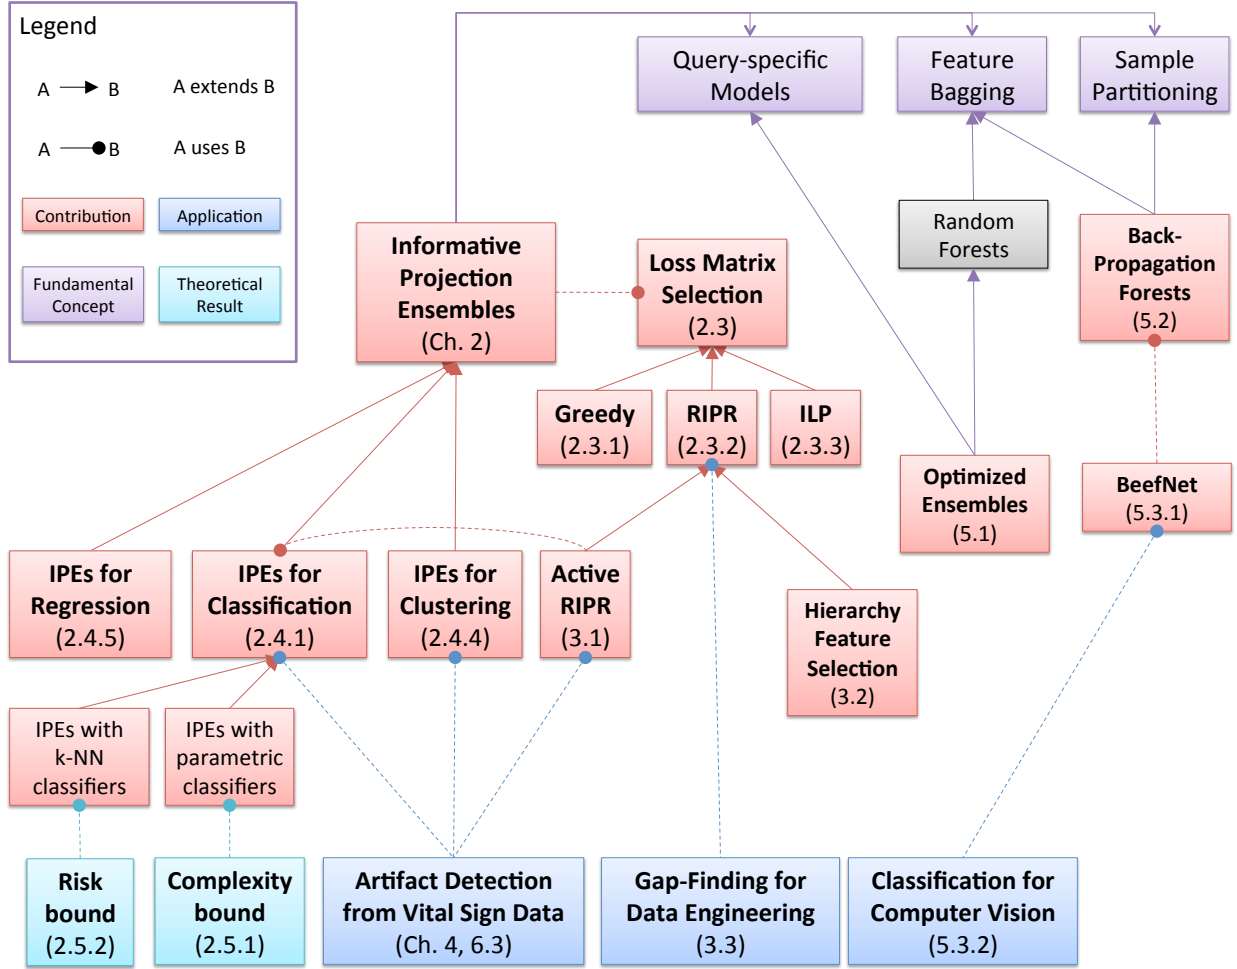 Legend
A
B
A extends B
A
B
A uses B
Contribution
Application
Fundamental
Concept
Theoretical
Result
Query-specific
Models
Feature
Bagging
Sample
Partitioning
Informative
Projection
Ensembles
(Ch. 2)
Loss Matrix
Selection
(2.3)
Random
Forests
Back-
Propagation
Forests
(5.2)
Greedy
(2.3.1)
RIPR
(2.3.2)
ILP
(2.3.3)
Optimized
Ensembles
(5.1)
BeefNet
(5.3.1)
IPEs for
Regression
(2.4.5)
IPEs for
Classification
(2.4.1)
IPEs for
Clustering
(2.4.4)
Active
RIPR
(3.1)
Hierarchy
Feature
Selection
(3.2)
IPEs with
k-NN
classifiers
IPEs with
parametric
classifiers
Risk
bound
(2.5.2)
Complexity
bound
(2.5.1)
Artifact Detection
from Vital Sign Data
(Ch. 4, 6.3)
Gap-Finding for
Data Engineering
(3.3)
Classification for
Computer Vision
(5.3.2)